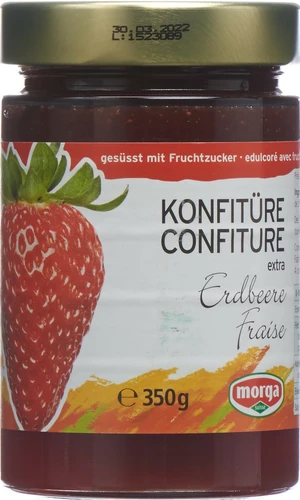 30.03.2022
L:1523089
gesüsst mit Fruchtzucker · edulcoré avec
KONFITÜRE
CONFITURE
extra
Erdbeere
Fraise
℮ 350g
morga